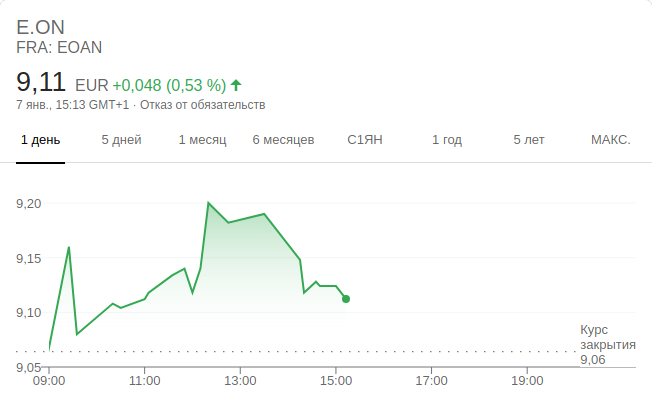 E.ON
FRA: EOAN
9,11 EUR +0,048 (0,53 %)
7 янв., 15:13 GMT+1 · Отказ от обязательств
1 день 5 дней 1 месяц 6 месяцев С1ЯН 1 год 5 лет МАКС.
9,20
9,15
9,10
Курс
закрытия
9,06
9,05
09:00 11:00 13:00 15:00 17:00 19:00